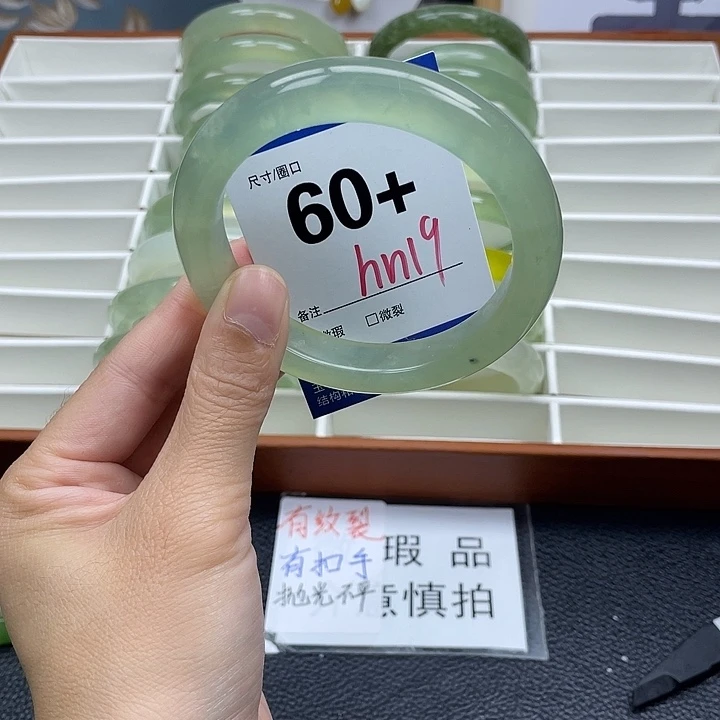 尺寸/圈口
60+
hn19
备注
瑕 □微裂
结构
有纹裂
有扣手
抛光不平
瑕 品
慎拍